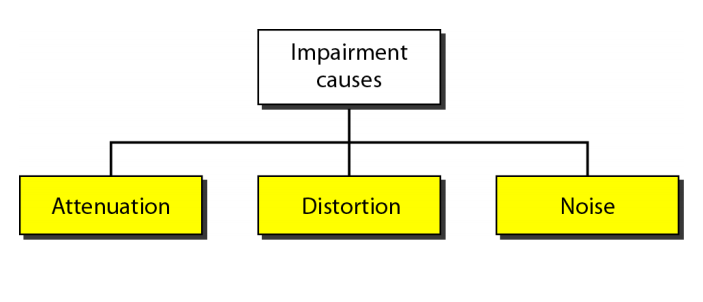 Impairment
causes
Attenuation
Distortion
Noise